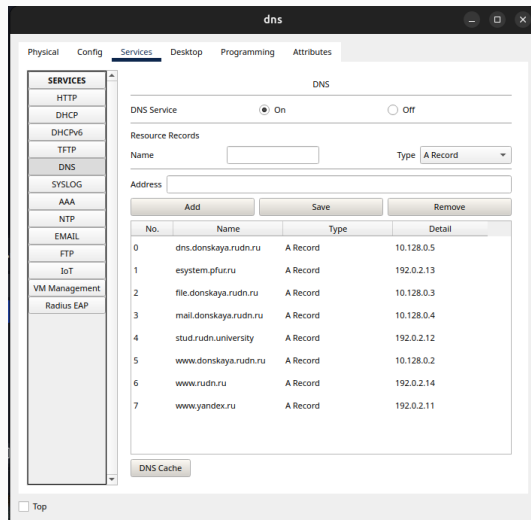 dns
Physical Config Services Desktop Programming Attributes
SERVICES
HTTP
DHCP
DHCPv6
TFTP
DNS
SYSLOG
AAA
NTP
EMAIL
FTP
IoT
VM Management
Radius EAP
DNS
DNS Service On Off
Resource Records
Name Type A Record
Address
Add Save Remove
No. Name Type Detail
0 dns.donskaya.rudn.ru A Record 10.128.0.5
1 esystem.pfur.ru A Record 192.0.2.13
2 file.donskaya.rudn.ru A Record 10.128.0.3
3 mail.donskaya.rudn.ru A Record 10.128.0.4
4 stud.rudn.university A Record 192.0.2.12
5 www.donskaya.rudn.ru A Record 10.128.0.2
6 www.rudn.ru A Record 192.0.2.14
7 www.yandex.ru A Record 192.0.2.11
DNS Cache
Top